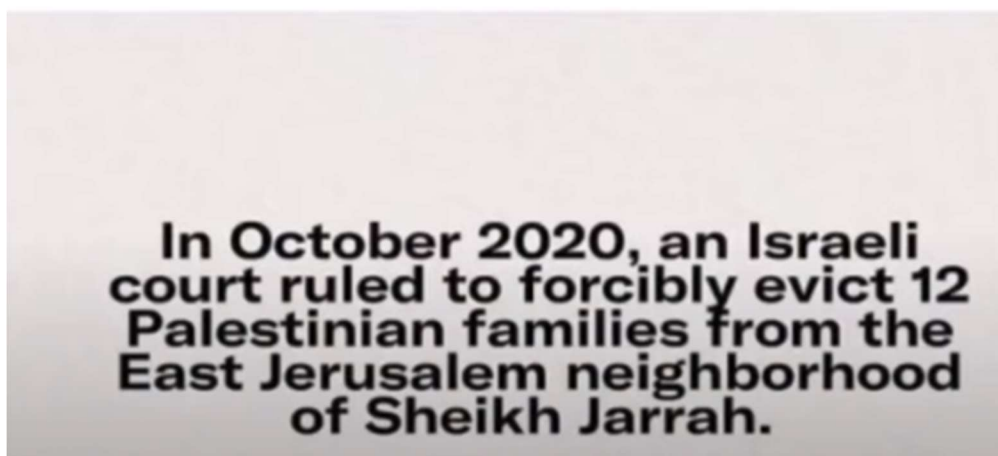 In October 2020, an Israeli
court ruled to forcibly evict 12
Palestinian families from the
East Jerusalem neighborhood
of Sheikh Jarrah.